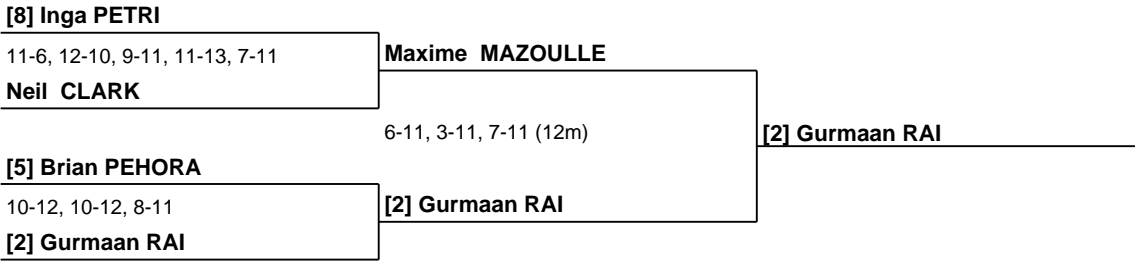 [8] Inga PETRI
11-6, 12-10, 9-11, 11-13, 7-11
Maxime MAZOULLE
Neil CLARK
6-11, 3-11, 7-11 (12m)
[2] Gurmaan RAI
[5] Brian PEHORA
10-12, 10-12, 8-11
[2] Gurmaan RAI
[2] Gurmaan RAI